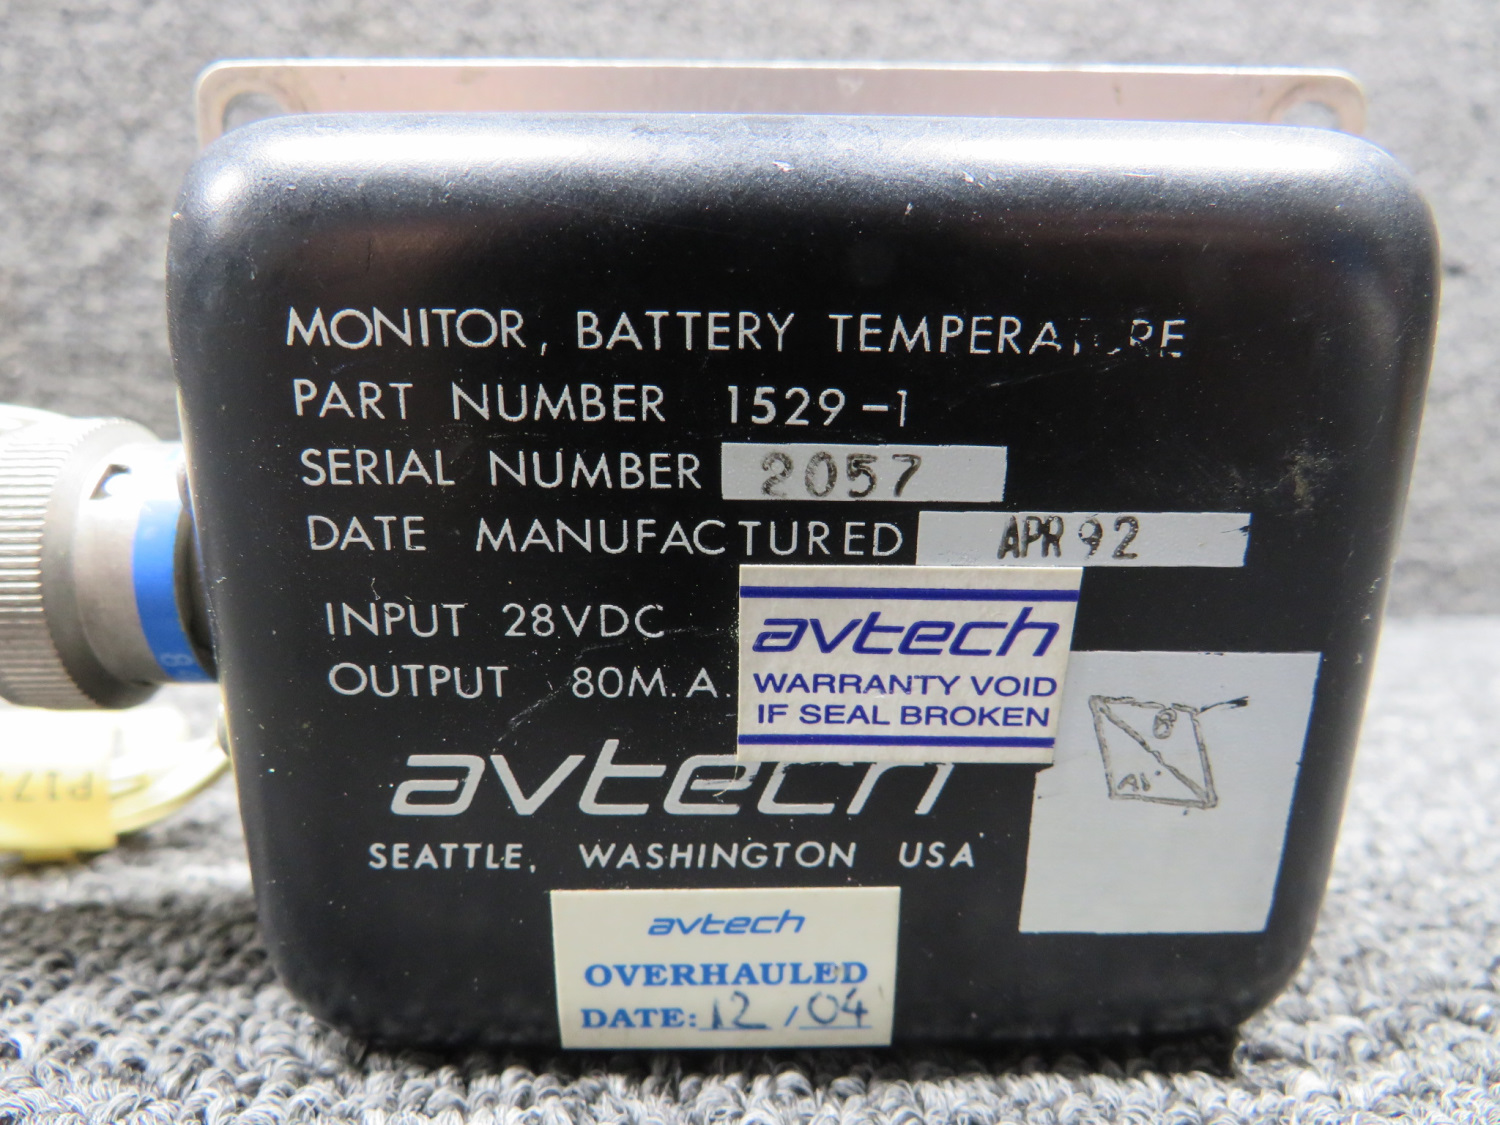 MONITOR, BATTERY
PART NUMBER 1529-1
SERIAL NUMBER 2057
DATE MANUFACTURED APR 92
INPUT 28VDC
OUTPUT 80M.A.
avtech
WARRANTY VOID
IF SEAL BROKEN
avtech
SEATTLE, WASHINGTON USA
avtech
OVERHAULED
DATE: 12/04